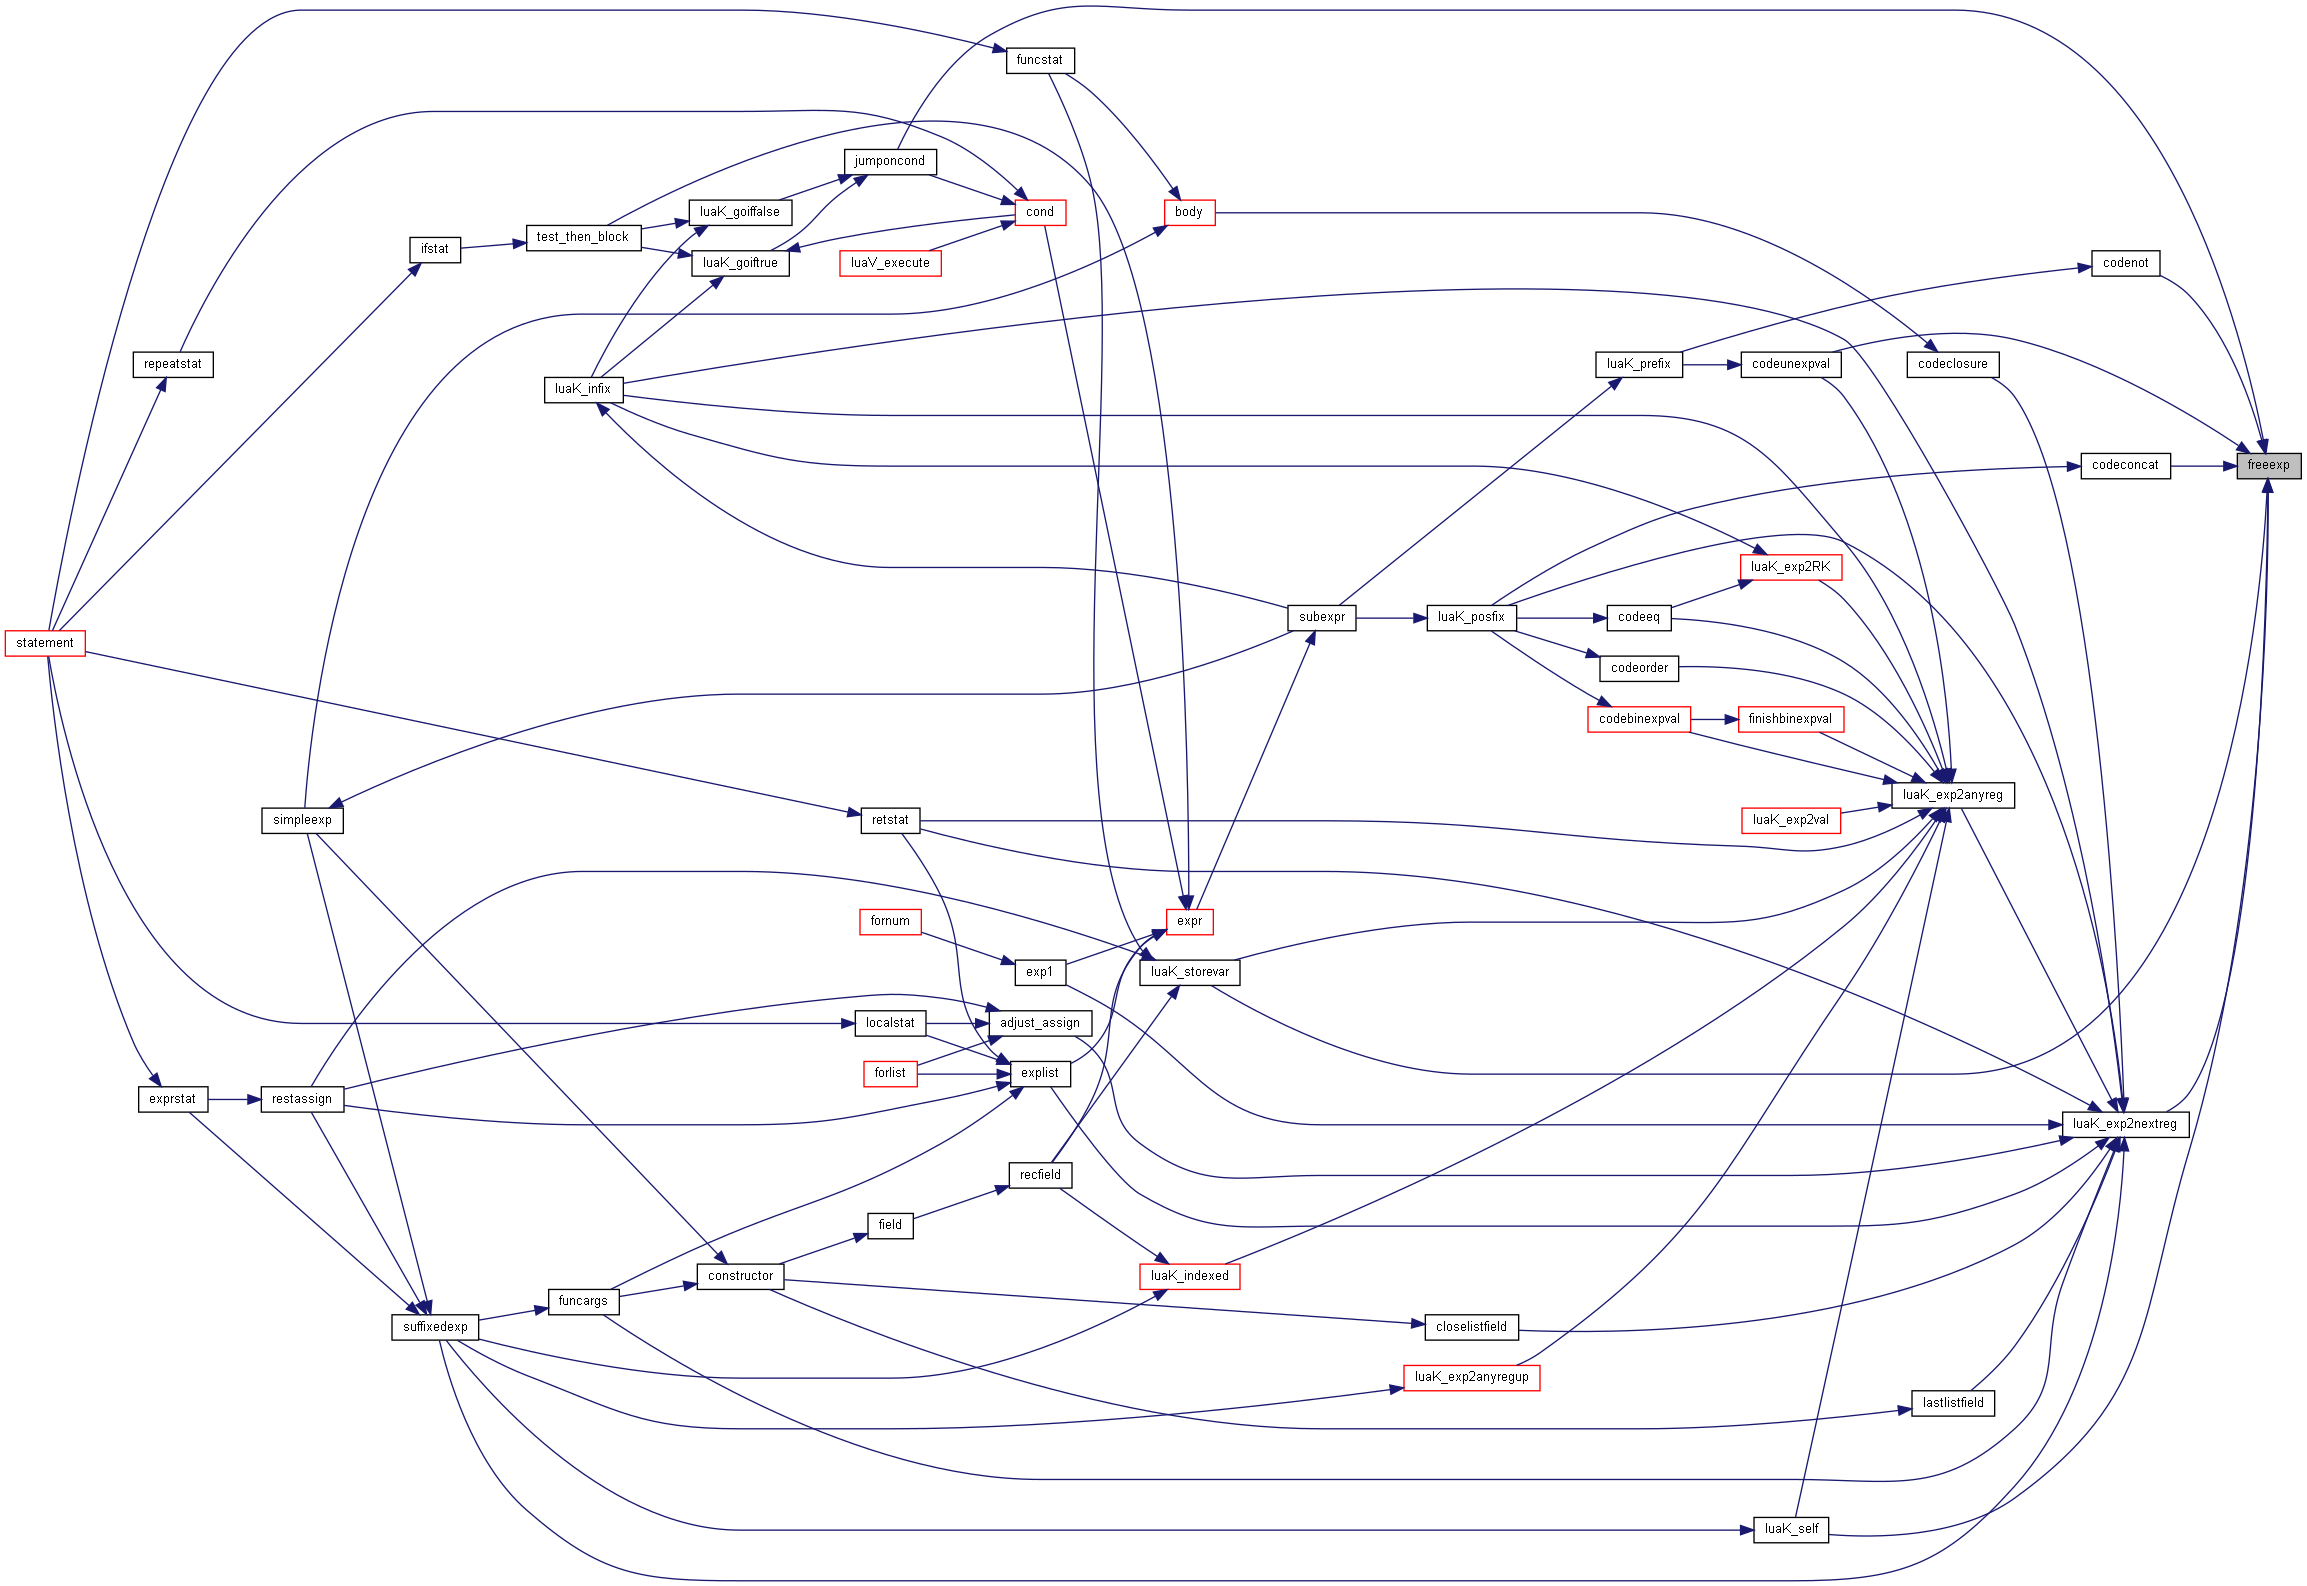 funcstat
jumponcond
luaK_goiffalse
cond
body
test_then_block
ifstat
luaK_goiftrue
luaV_execute
codenot
repeatstat
luaK_prefix
codeunexpval
codeclosure
luaK_infix
codeconcat
freeexp
luaK_exp2RK
subexpr
luaK_posfix
codeeq
statement
codeorder
codebinexpval
finishbinexpval
luaK_exp2anyreg
simpleexp
retstat
luaK_exp2val
fornum
expr
exp1
luaK_storevar
localstat
adjust_assign
forlist
explist
exprstat
restassign
luaK_exp2nextreg
recfield
field
constructor
luaK_indexed
funcargs
suffixedexp
closelistfield
luaK_exp2anyregup
lastlistfield
luaK_self